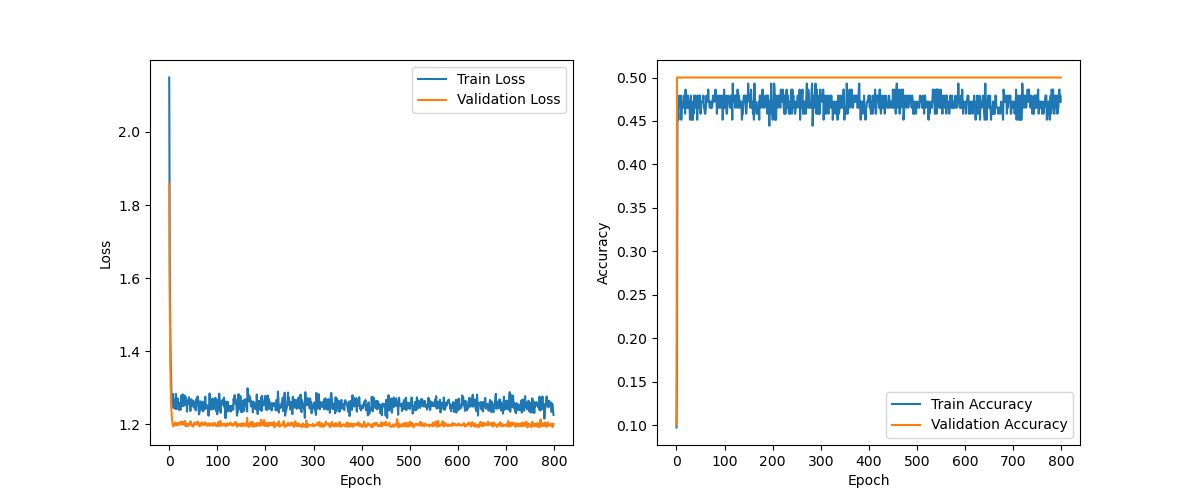 Train Loss
Validation Loss
2.0
1.8
1.6
1.4
1.2
Loss
0 100 200 300 400 500 600 700 800
Epoch
0.50
0.45
0.40
0.35
0.30
0.25
0.20
0.15
0.10
Accuracy
Train Accuracy
Validation Accuracy
0 100 200 300 400 500 600 700 800
Epoch